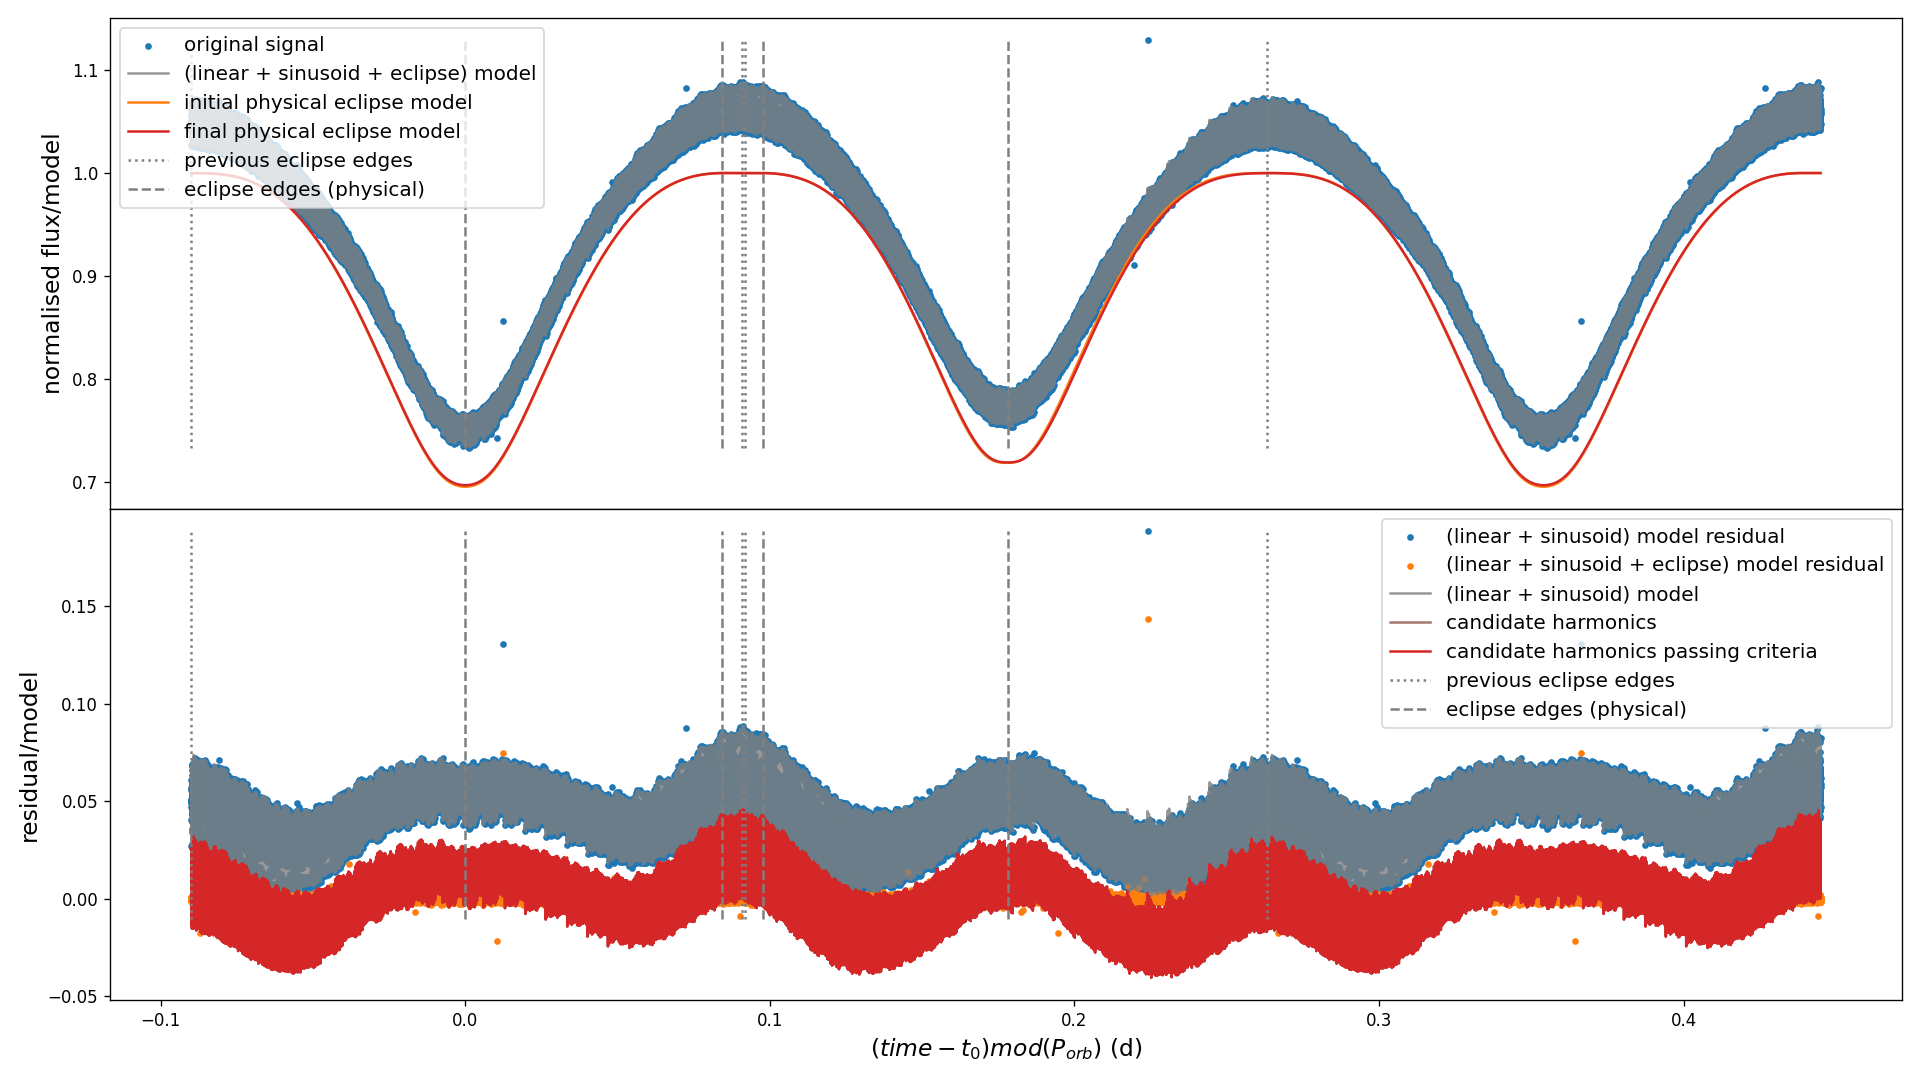 original signal
(linear + sinusoid + eclipse) model
initial physical eclipse model
final physical eclipse model
previous eclipse edges
eclipse edges (physical)
normalised flux/model
1.1
1.0
0.9
0.8
0.7
(linear + sinusoid) model residual
(linear + sinusoid + eclipse) model residual
(linear + sinusoid) model
candidate harmonics
candidate harmonics passing criteria
previous eclipse edges
eclipse edges (physical)
residual/model
0.15
0.10
0.05
0.00
−0.05
−0.1 0.0 0.1 0.2 0.3 0.4
(time − t₀)mod(Pₒᵣb) (d)